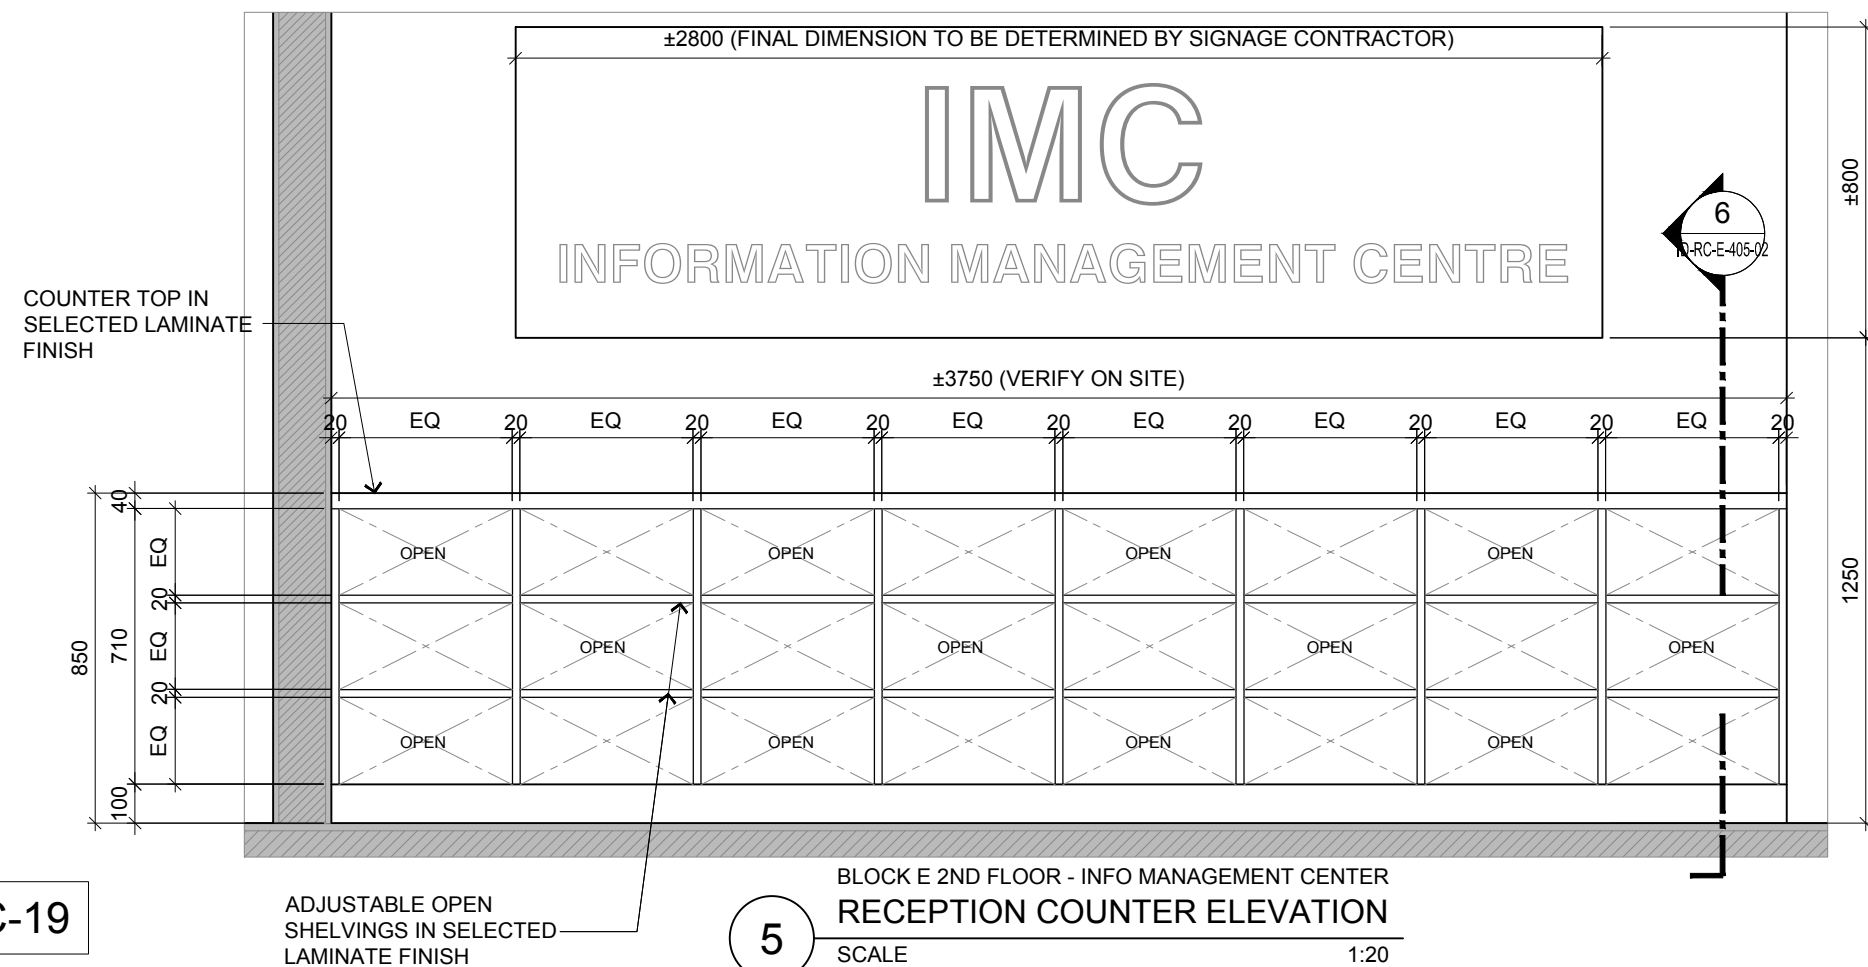 ±2800 (FINAL DIMENSION TO BE DETERMINED BY SIGNAGE CONTRACTOR)
IMC
INFORMATION MANAGEMENT CENTRE
±800
6
ID-RC-E-405-02
COUNTER TOP IN
SELECTED LAMINATE
FINISH
±3750 (VERIFY ON SITE)
20 EQ 20 EQ 20 EQ 20 EQ 20 EQ 20 EQ 20 EQ 20 EQ 20
40
EQ
20
EQ
20
EQ
710
850
100
1250
OPEN OPEN OPEN OPEN
OPEN OPEN OPEN OPEN
OPEN OPEN OPEN OPEN
ADJUSTABLE OPEN
SHELVINGS IN SELECTED
LAMINATE FINISH
5
BLOCK E 2ND FLOOR - INFO MANAGEMENT CENTER
RECEPTION COUNTER ELEVATION
SCALE 1:20
-19